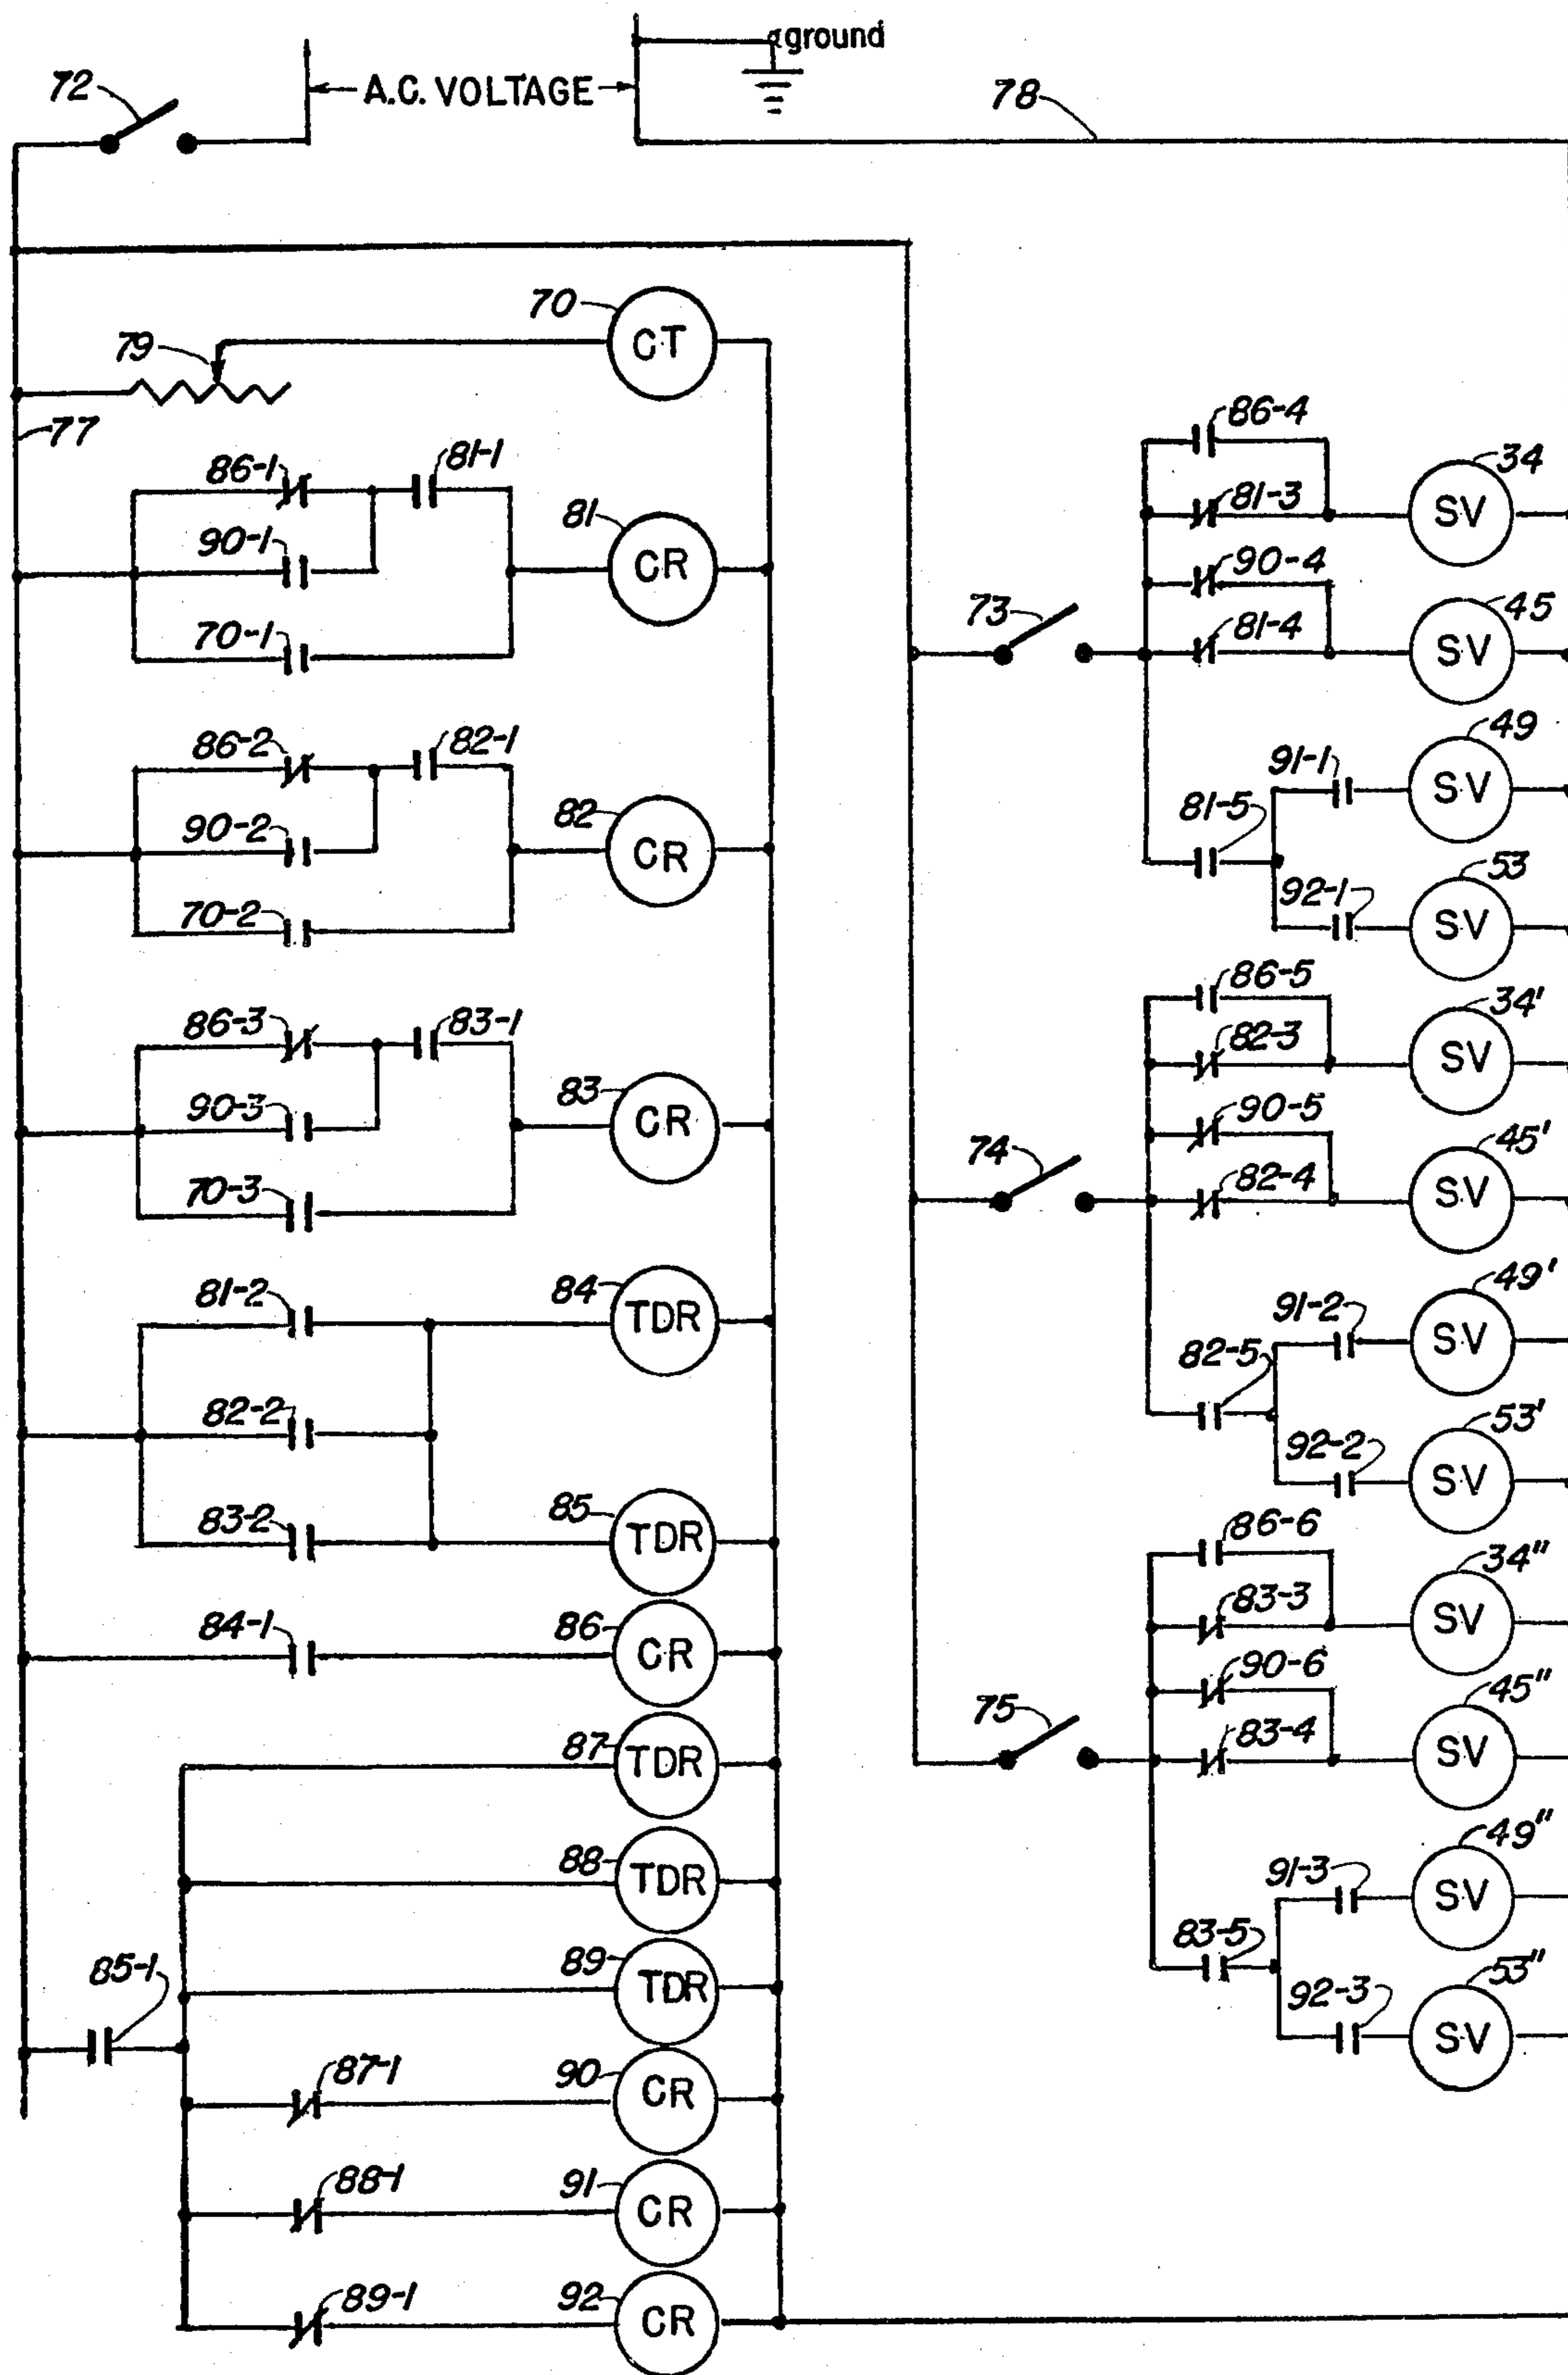 ground
72
A.C. VOLTAGE
78
70
CT
79
77
86-1
81-1
81
CR
90-1
70-1
86-2
82-1
82
CR
90-2
70-2
86-3
83-1
83
CR
90-3
70-3
81-2
84
TDR
82-2
83-2
85
TDR
84-1
86
CR
87
TDR
88
TDR
89
TDR
85-1
87-1
90
CR
88-1
91
CR
89-1
92
CR
73
86-4
81-3
34
SV
90-4
81-4
45
SV
91-1
49
SV
81-5
92-1
53
SV
74
86-5
82-3
34'
SV
90-5
82-4
45'
SV
91-2
49'
SV
82-5
92-2
53'
SV
75
86-6
83-3
34"
SV
90-6
83-4
45"
SV
91-3
49"
SV
83-5
92-3
53"
SV